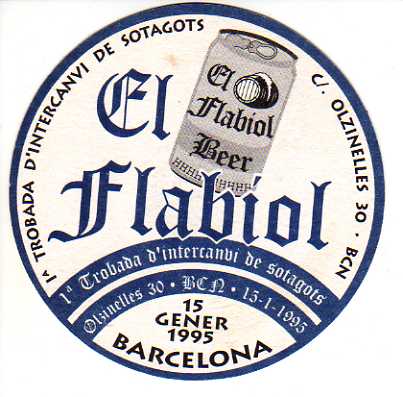 1ª TROBADA D'INTERCANVI DE SOTAGOTS
C/. OLZINELLES 30 · BCN
El
Flabiol
Beer
El
Flabiol
1ª Trobada d'intercanvi de sotagots
Olzinelles 30 · BCN · 15-1-1995
15
GENER
1995
BARCELONA